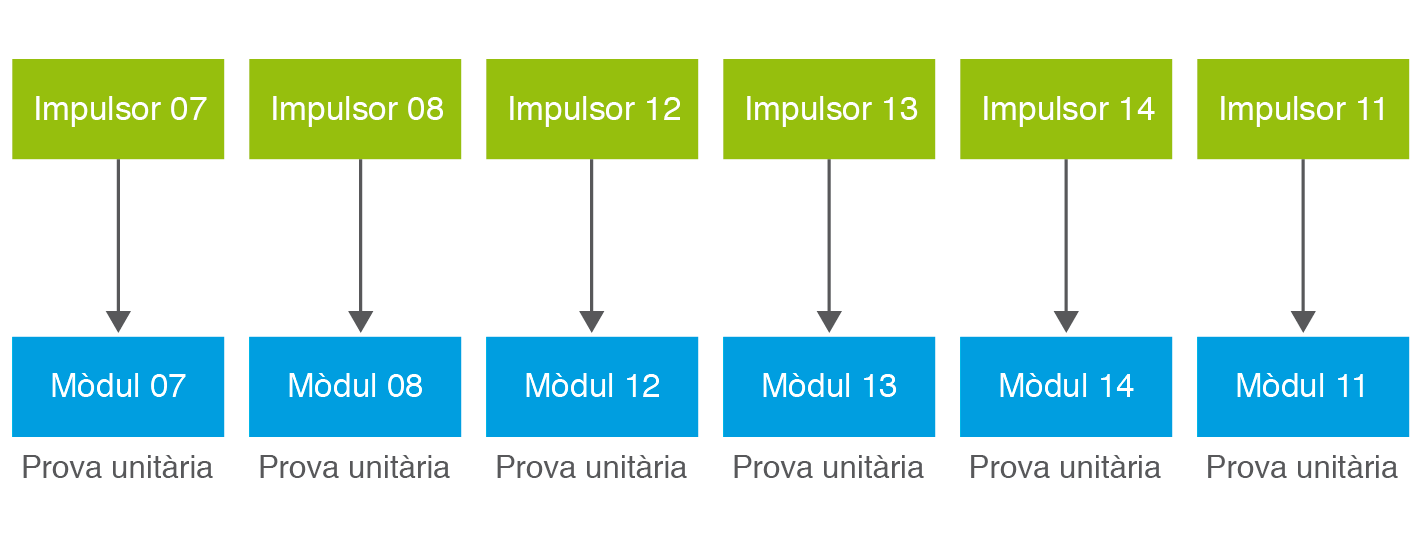 Impulsor 07
Impulsor 08
Impulsor 12
Impulsor 13
Impulsor 14
Impulsor 11
Mòdul 07
Mòdul 08
Mòdul 12
Mòdul 13
Mòdul 14
Mòdul 11
Prova unitària
Prova unitària
Prova unitària
Prova unitària
Prova unitària
Prova unitària